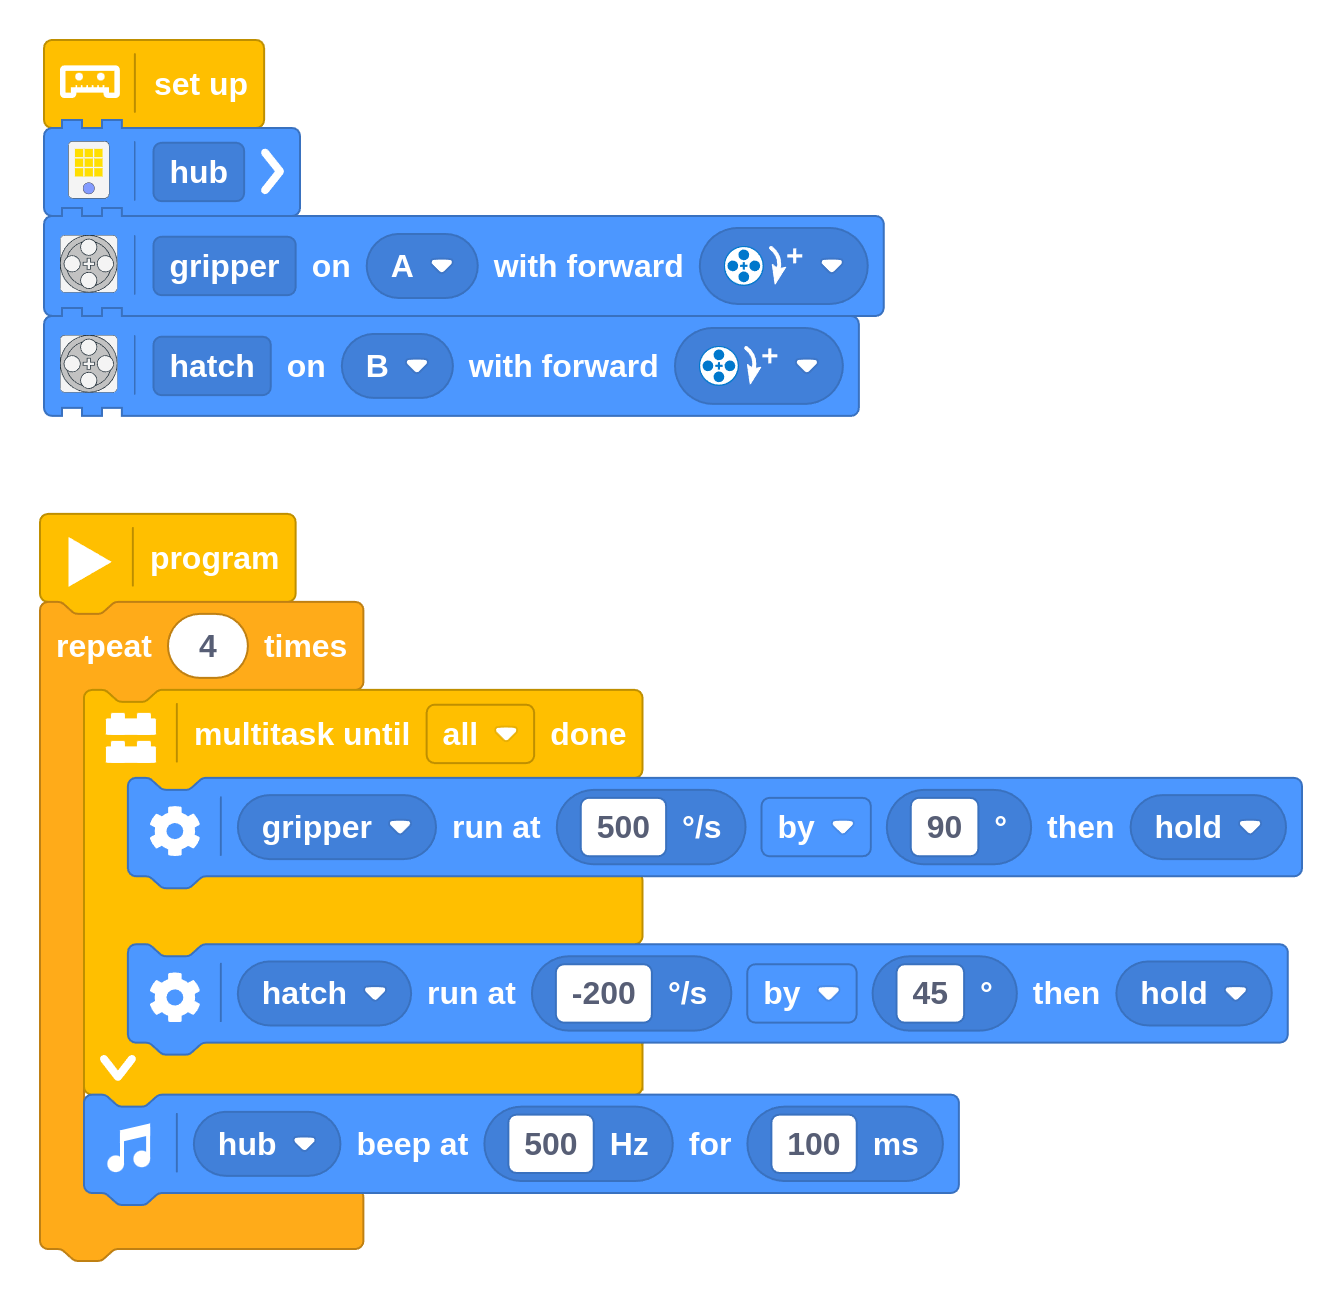 set up
hub
gripper on A with forward +
hatch on B with forward +
program
repeat 4 times
multitask until all done
gripper run at 500 °/s by 90 ° then hold
hatch run at -200 °/s by 45 ° then hold
hub beep at 500 Hz for 100 ms